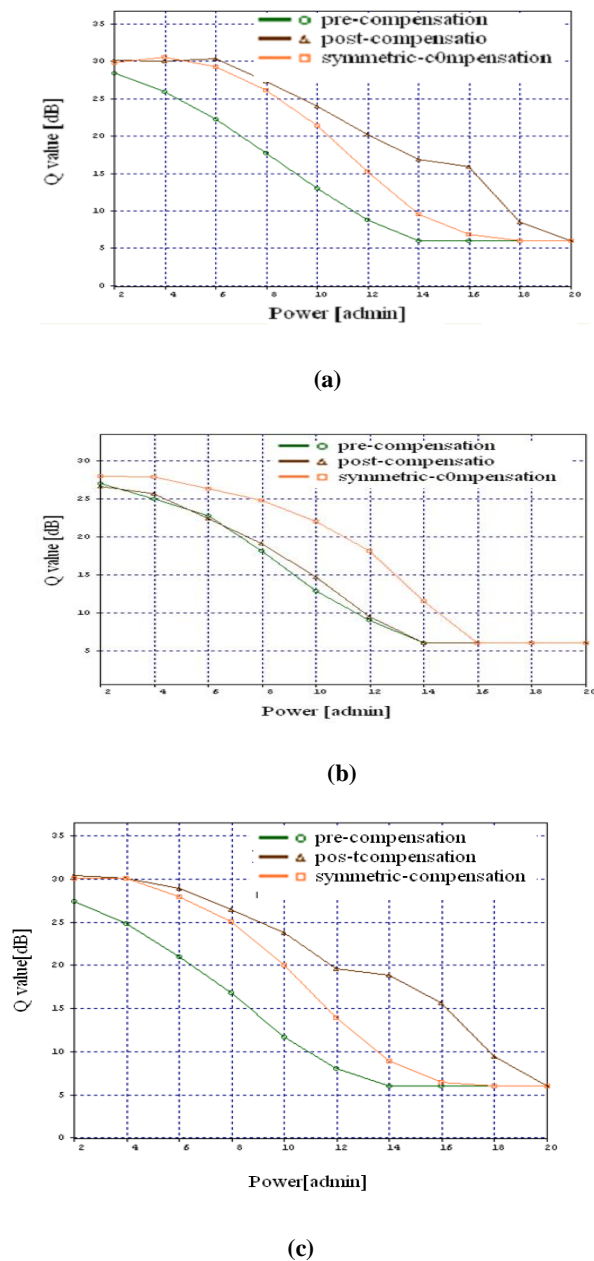 pre-compensation
post-compensatio
symmetric-c0mpensation
Q value [dB]
35
30
25
20
15
10
5
0
2 4 6 8 10 12 14 16 18 20
Power [admin]
(a)
pre-compensation
post-compensatio
symmetric-c0mpensation
Q value [dB]
30
25
20
15
10
5
2 4 6 8 10 12 14 16 18 20
Power [admin]
(b)
pre-compensation
pos-tcompensation
symmetric-compensation
Q value[dB]
35
30
25
20
15
10
5
0
2 4 6 8 10 12 14 16 18 20
Power[admin]
(c)